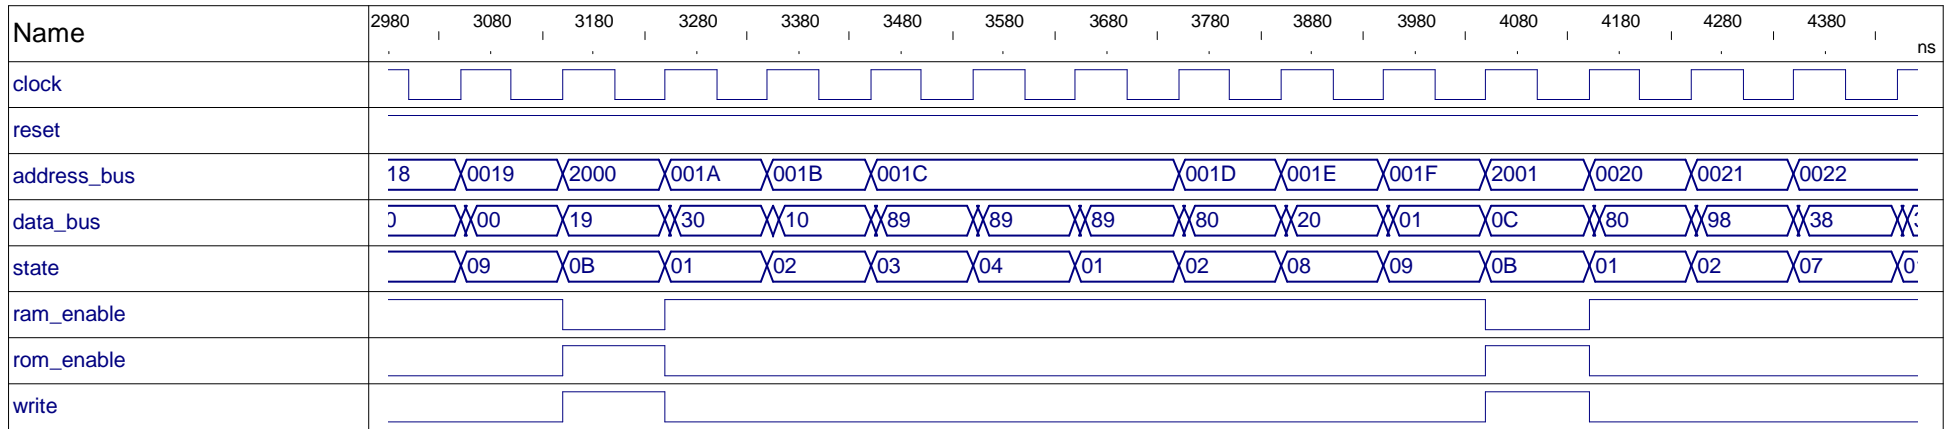 Name 2980 3080 3180 3280 3380 3480 3580 3680 3780 3880 3980 4080 4180 4280 4380 ns
clock
reset
address_bus 18 0019 2000 001A 001B 001C 001D 001E 001F 2001 0020 0021 0022
data_bus 00 19 30 10 89 89 89 80 20 01 0C 80 98 38
state 09 0B 01 02 03 04 01 02 08 09 0B 01 02 07
ram_enable
rom_enable
write